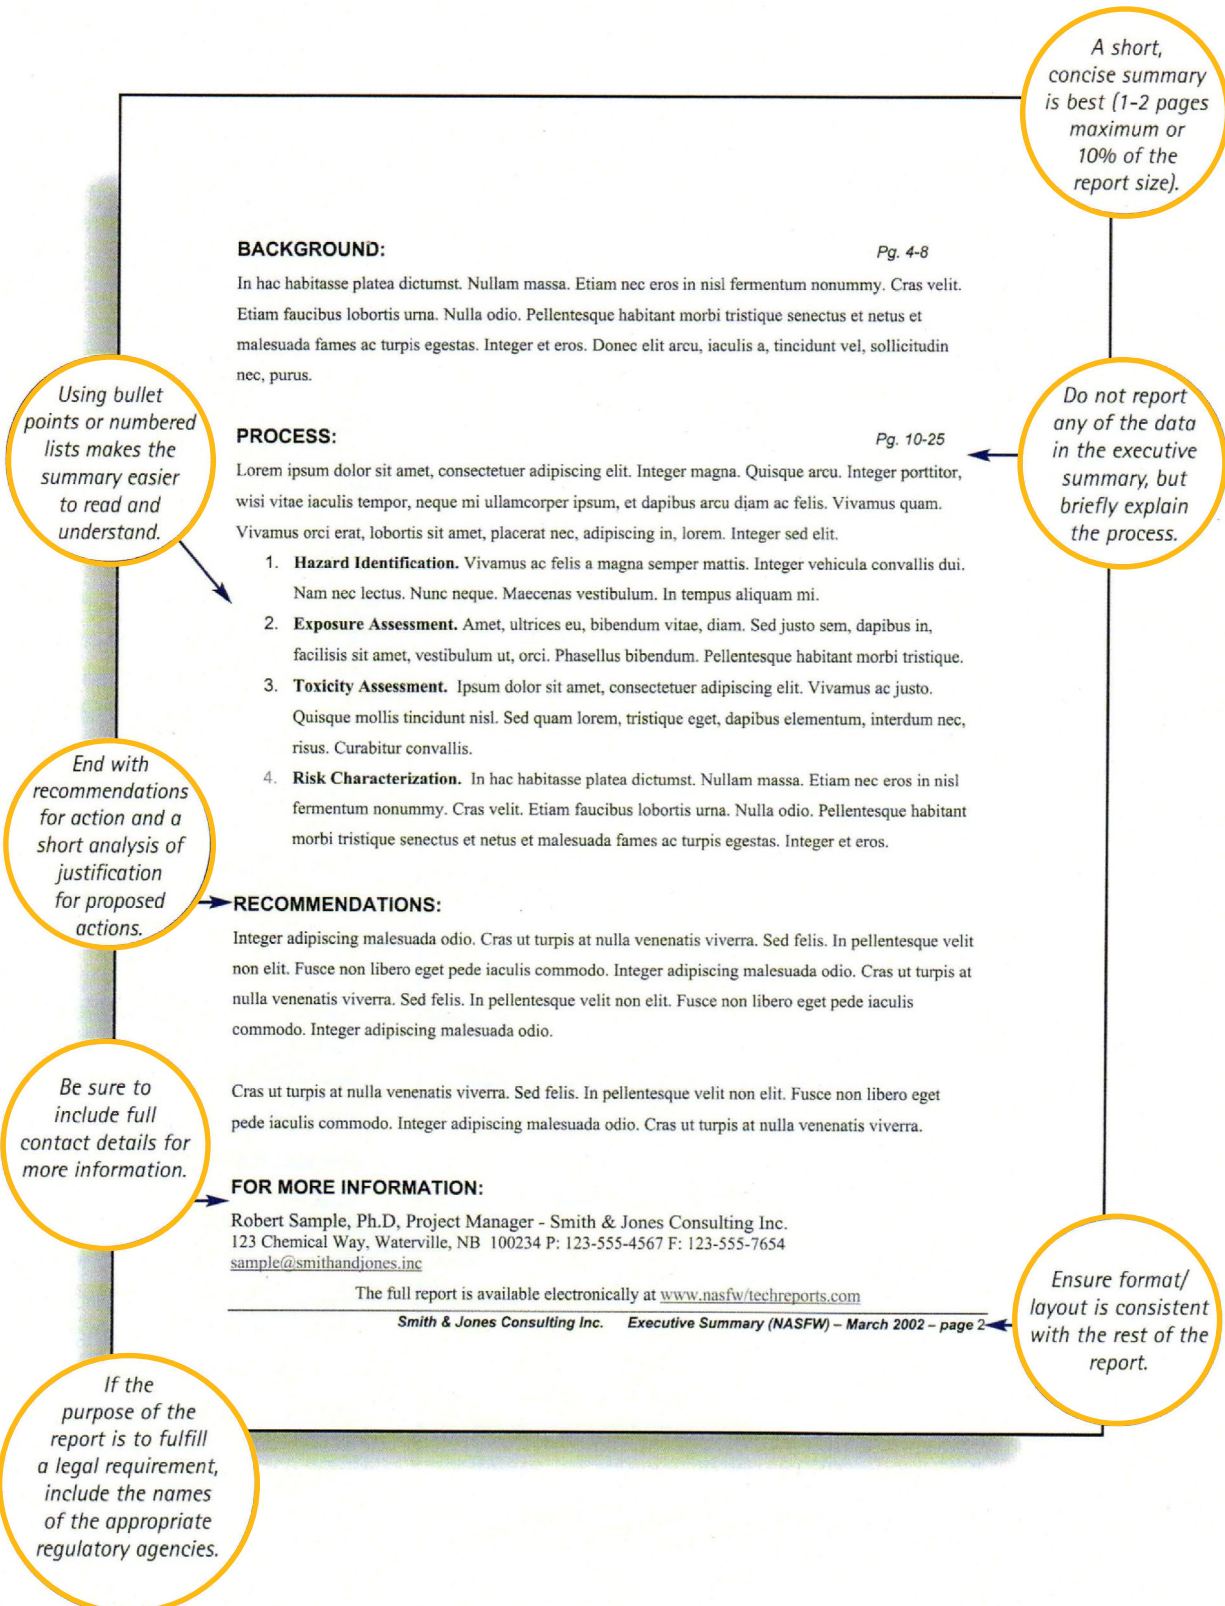 A short,
concise summary
is best (1-2 pages
maximum or
10% of the
report size).
BACKGROUND:
Pg. 4-8
In hac habitasse platea dictumst. Nullam massa. Etiam nec eros in nisl fermentum nonummy. Cras velit.
Etiam faucibus lobortis urna. Nulla odio. Pellentesque habitant morbi tristique senectus et netus et
malesuada fames ac turpis egestas. Integer et eros. Donec elit arcu, iaculis a, tincidunt vel, sollicitudin
nec, purus.
Using bullet
points or numbered
lists makes the
summary easier
to read and
understand.
Do not report
any of the data
in the executive
summary, but
briefly explain
the process.
PROCESS:
Pg. 10-25
Lorem ipsum dolor sit amet, consectetuer adipiscing elit. Integer magna. Quisque arcu. Integer porttitor,
wisi vitae iaculis tempor, neque mi ullamcorper ipsum, et dapibus arcu diam ac felis. Vivamus quam.
Vivamus orci erat, lobortis sit amet, placerat nec, adipiscing in, lorem. Integer sed elit.
1. Hazard Identification. Vivamus ac felis a magna semper mattis. Integer vehicula convallis dui.
Nam nec lectus. Nunc neque. Maecenas vestibulum. In tempus aliquam mi.
2. Exposure Assessment. Amet, ultrices eu, bibendum vitae, diam. Sed justo sem, dapibus in,
facilisis sit amet, vestibulum ut, orci. Phasellus bibendum. Pellentesque habitant morbi tristique.
3. Toxicity Assessment. Ipsum dolor sit amet, consectetuer adipiscing elit. Vivamus ac justo.
Quisque mollis tincidunt nisl. Sed quam lorem, tristique eget, dapibus elementum, interdum nec,
risus. Curabitur convallis.
4. Risk Characterization. In hac habitasse platea dictumst. Nullam massa. Etiam nec eros in nisl
fermentum nonummy. Cras velit. Etiam faucibus lobortis urna. Nulla odio. Pellentesque habitant
morbi tristique senectus et netus et malesuada fames ac turpis egestas. Integer et eros.
End with
recommendations
for action and a
short analysis of
justification
for proposed
actions.
RECOMMENDATIONS:
Integer adipiscing malesuada odio. Cras ut turpis at nulla venenatis viverra. Sed felis. In pellentesque velit
non elit. Fusce non libero eget pede iaculis commodo. Integer adipiscing malesuada odio. Cras ut turpis at
nulla venenatis viverra. Sed felis. In pellentesque velit non elit. Fusce non libero eget pede iaculis
commodo. Integer adipiscing malesuada odio.
Cras ut turpis at nulla venenatis viverra. Sed felis. In pellentesque velit non elit. Fusce non libero eget
pede iaculis commodo. Integer adipiscing malesuada odio. Cras ut turpis at nulla venenatis viverra.
Be sure to
include full
contact details for
more information.
FOR MORE INFORMATION:
Robert Sample, Ph.D, Project Manager - Smith & Jones Consulting Inc.
123 Chemical Way, Waterville, NB 100234 P: 123-555-4567 F: 123-555-7654
sample@smithandjones.inc
The full report is available electronically at www.nasfw/techreports.com
Smith & Jones Consulting Inc. Executive Summary (NASFW) – March 2002 – page 2
Ensure format/
layout is consistent
with the rest of the
report.
If the
purpose of the
report is to fulfill
a legal requirement,
include the names
of the appropriate
regulatory agencies.